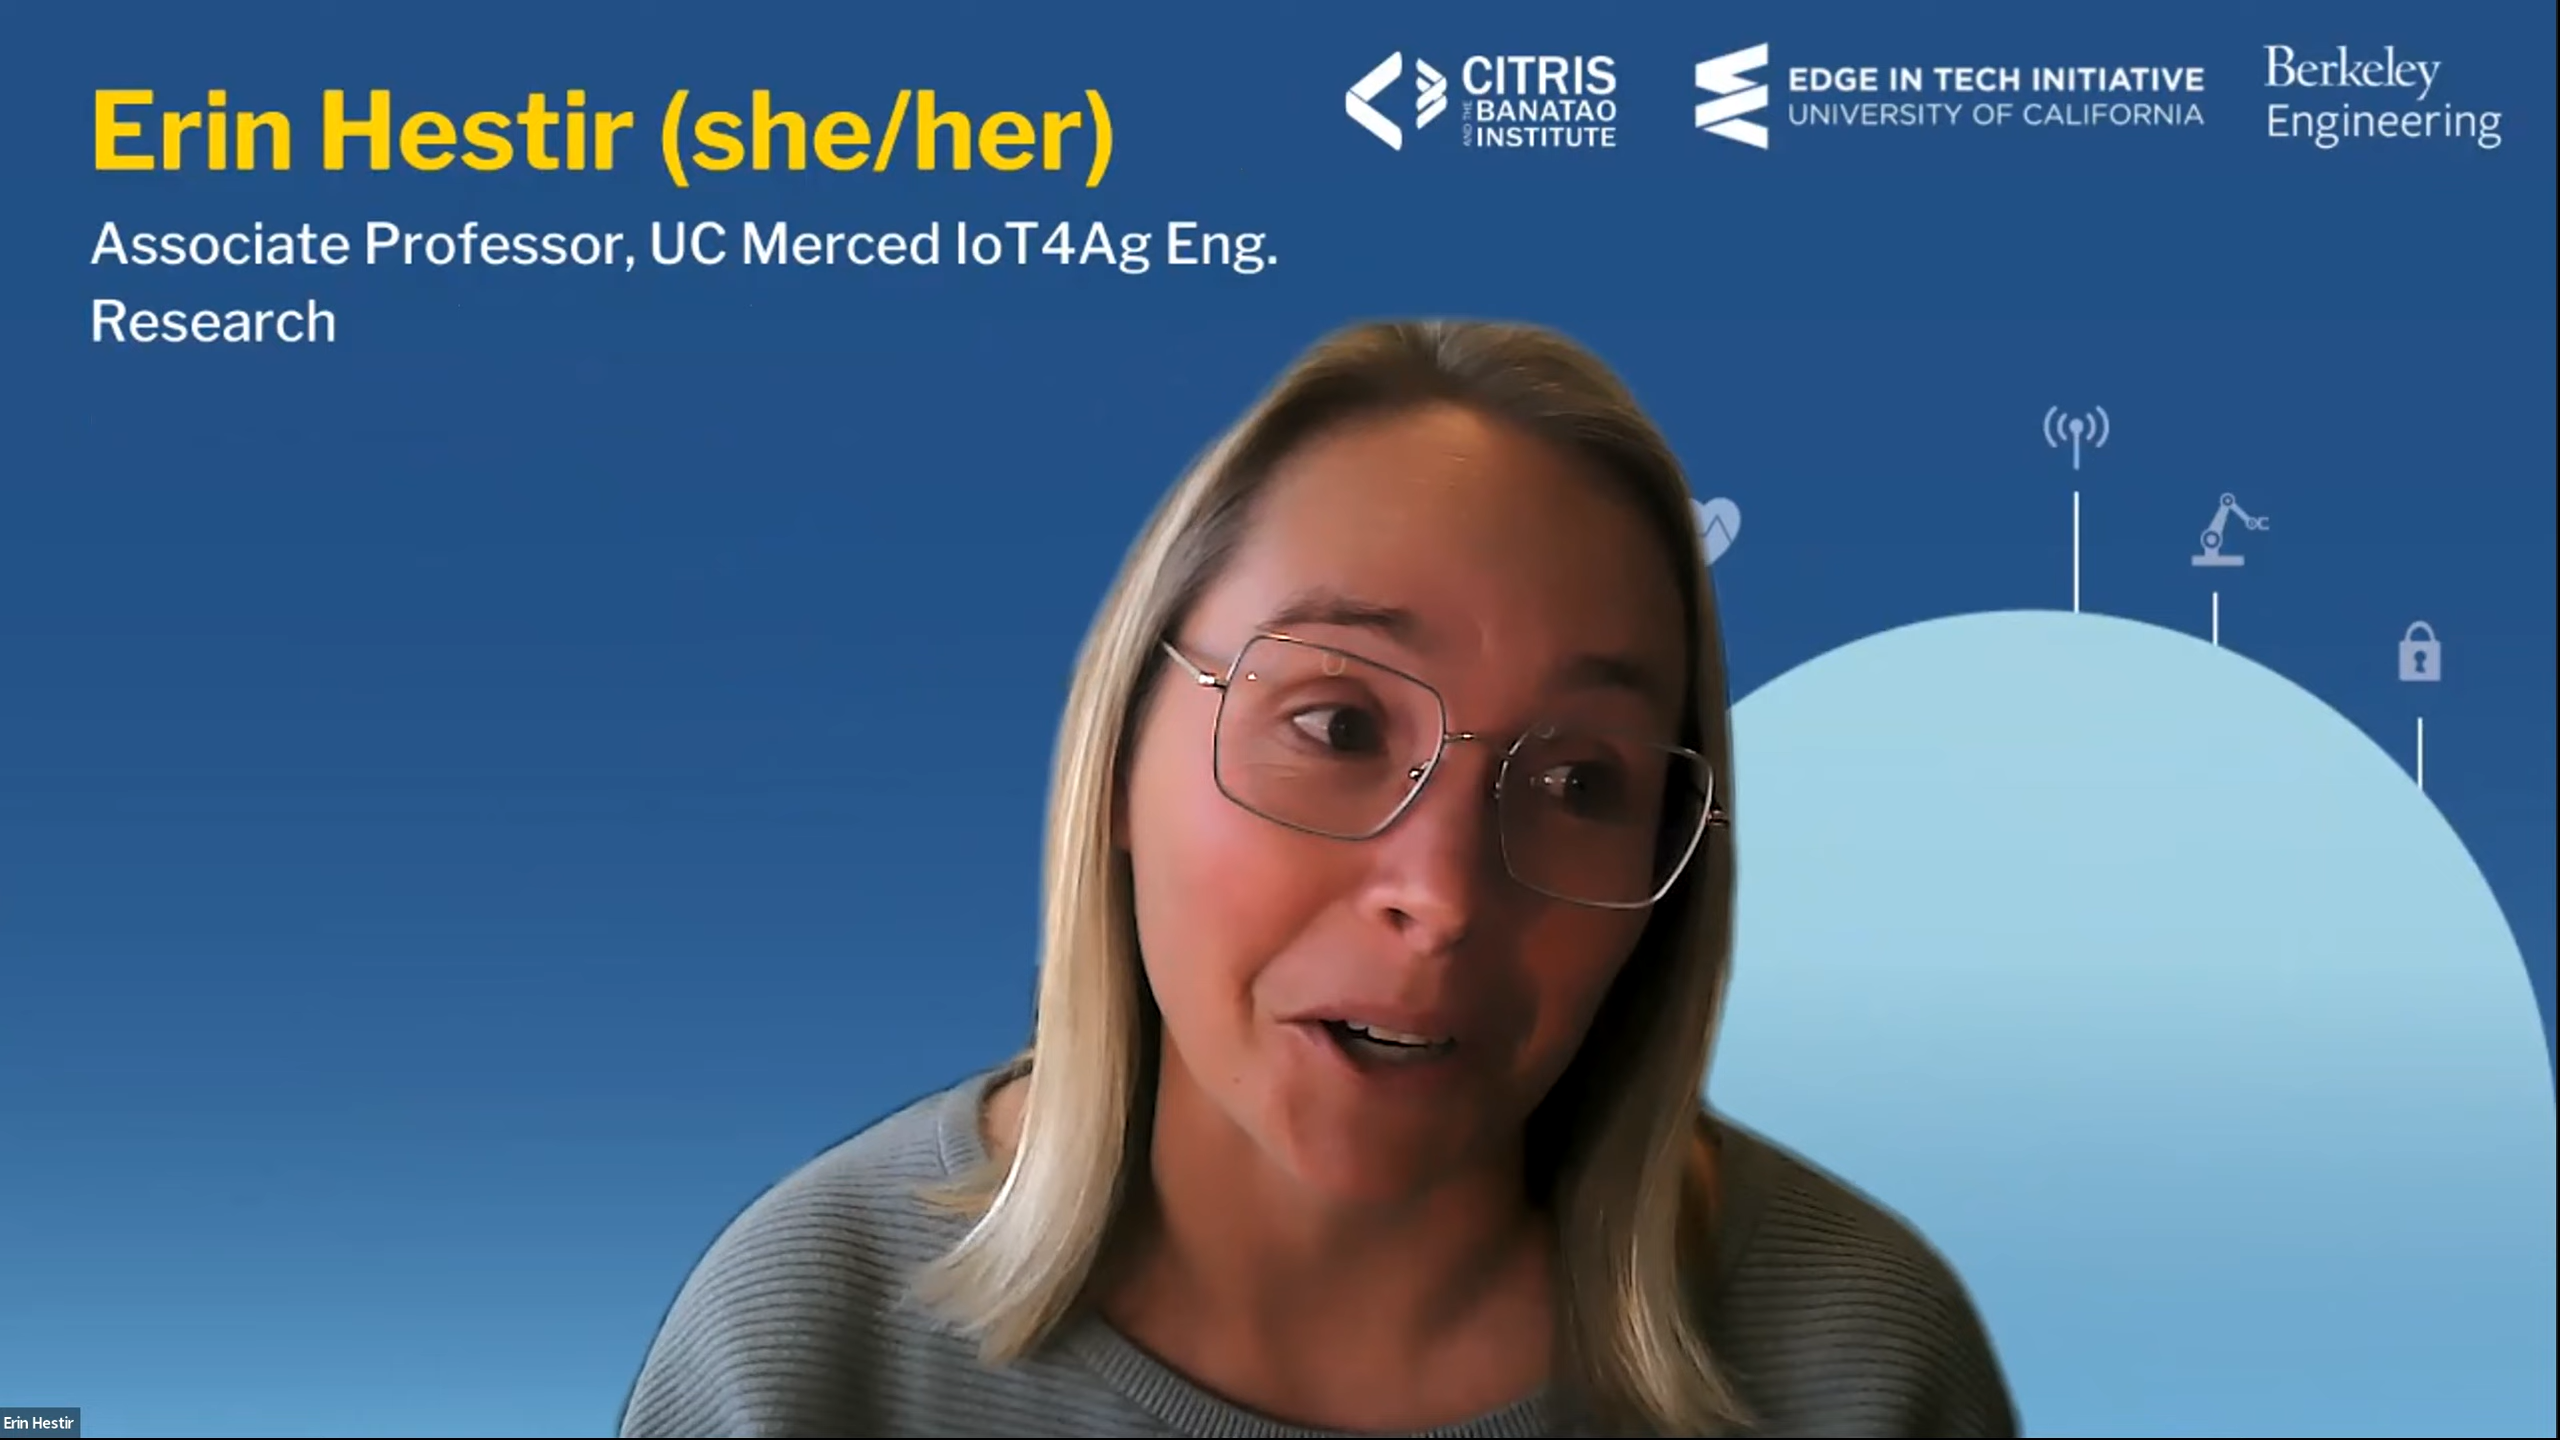 Erin Hestir (she/her)
Associate Professor, UC Merced IoT4Ag Eng.
Research
CITRIS
AND THE
BANATAO
INSTITUTE
EDGE IN TECH INITIATIVE
UNIVERSITY OF CALIFORNIA
Berkeley
Engineering
Erin Hestir